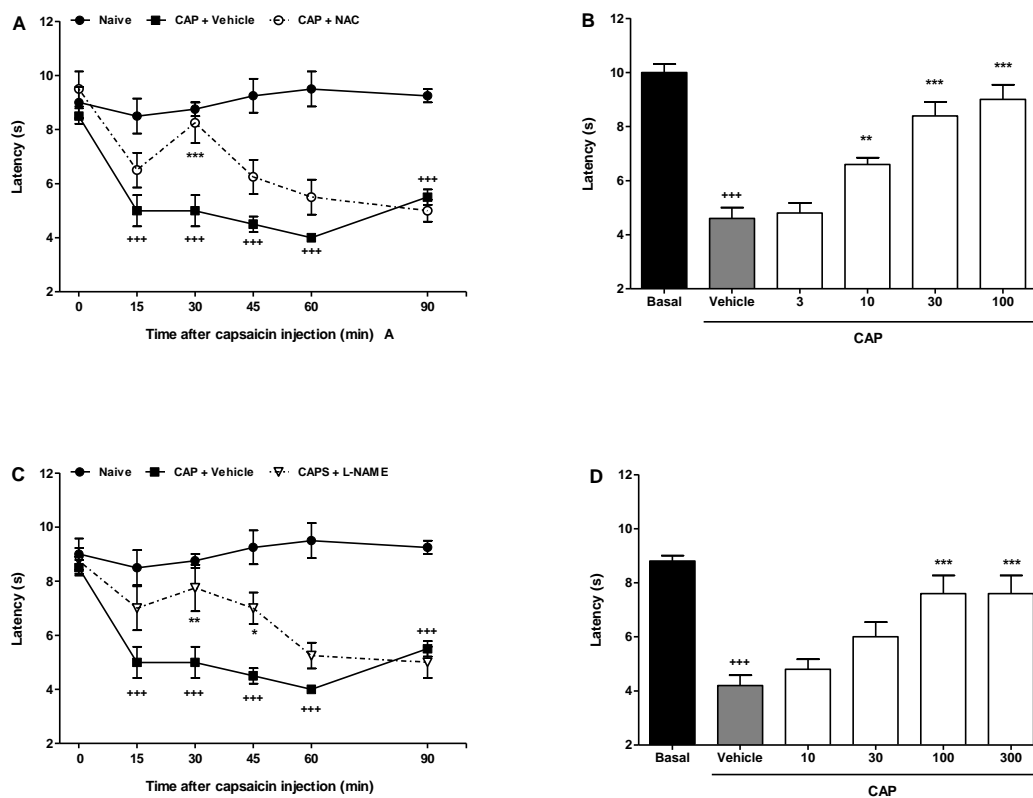 A
Naive
CAP + Vehicle
CAP + NAC
12
10
8
6
4
2
Latency (s)
***
+++
+++
+++
+++
+++
0
15
30
45
60
90
Time after capsaicin injection (min) A
B
12
10
8
6
4
2
Latency (s)
+++
**
***
***
Basal
Vehicle
3
10
30
100
CAP
C
Naive
CAP + Vehicle
CAPS + L-NAME
12
10
8
6
4
2
Latency (s)
**
*
+++
+++
+++
+++
+++
0
15
30
45
60
90
Time after capsaicin injection (min)
D
12
10
8
6
4
2
Latency (s)
+++
***
***
Basal
Vehicle
10
30
100
300
CAP